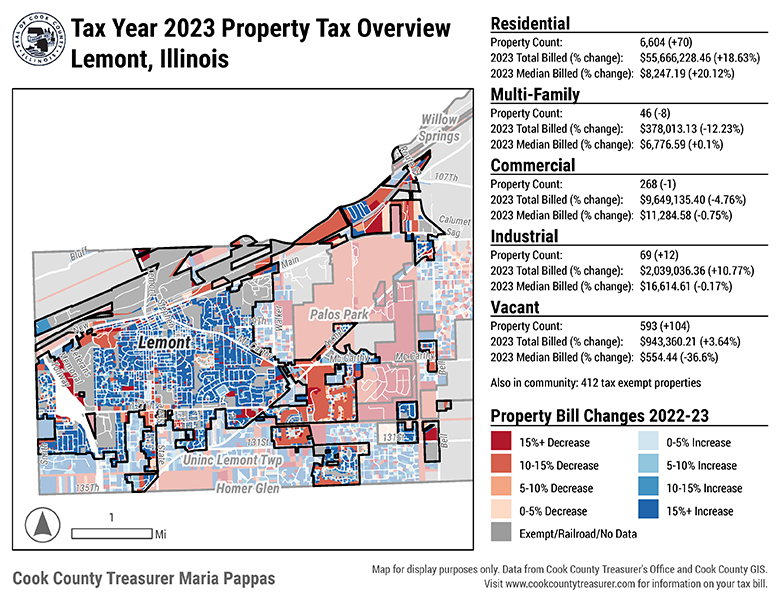 Tax Year 2023 Property Tax Overview
Lemont, Illinois
Residential
Property Count: 6,604 (+70)
2023 Total Billed (% change): $55,666,228.46 (+18.63%)
2023 Median Billed (% change): $8,247.19 (+20.12%)
Multi-Family
Property Count: 46 (-8)
2023 Total Billed (% change): $378,013.13 (-12.23%)
2023 Median Billed (% change): $6,776.59 (+0.1%)
Commercial
Property Count: 268 (-1)
2023 Total Billed (% change): $9,649,135.40 (-4.76%)
2023 Median Billed (% change): $11,284.58 (-0.75%)
Industrial
Property Count: 69 (+12)
2023 Total Billed (% change): $2,039,036.36 (+10.77%)
2023 Median Billed (% change): $16,614.61 (-0.17%)
Vacant
Property Count: 593 (+104)
2023 Total Billed (% change): $943,360.21 (+3.64%)
2023 Median Billed (% change): $554.44 (-36.6%)
Also in community: 412 tax exempt properties
Property Bill Changes 2022-23
15%+ Decrease
10-15% Decrease
5-10% Decrease
0-5% Decrease
Exempt/Railroad/No Data
0-5% Increase
5-10% Increase
10-15% Increase
15%+ Increase
Willow
Springs
107Th
Calumet
Sag
Bluff
Main
Palos Park
Walker
Lemont
Mc Carthy
Mc Carthy
Bell
131St
131St
Bell
State
Uninc Lemont Twp
Homer Glen
135Th
1
Mi
Cook County Treasurer Maria Pappas
Map for display purposes only. Data from Cook County Treasurer's Office and Cook County GIS.
Visit www.cookcountytreasurer.com for information on your tax bill.